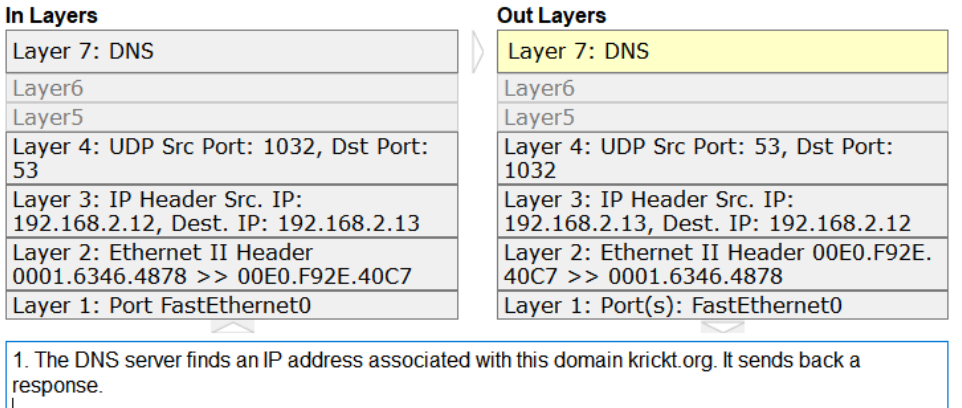 In Layers
Layer 7: DNS
Layer6
Layer5
Layer 4: UDP Src Port: 1032, Dst Port:
53
Layer 3: IP Header Src. IP:
192.168.2.12, Dest. IP: 192.168.2.13
Layer 2: Ethernet II Header
0001.6346.4878 >> 00E0.F92E.40C7
Layer 1: Port FastEthernet0
Out Layers
Layer 7: DNS
Layer6
Layer5
Layer 4: UDP Src Port: 53, Dst Port:
1032
Layer 3: IP Header Src. IP:
192.168.2.13, Dest. IP: 192.168.2.12
Layer 2: Ethernet II Header 00E0.F92E.
40C7 >> 0001.6346.4878
Layer 1: Port(s): FastEthernet0
1. The DNS server finds an IP address associated with this domain krickt.org. It sends back a
response.